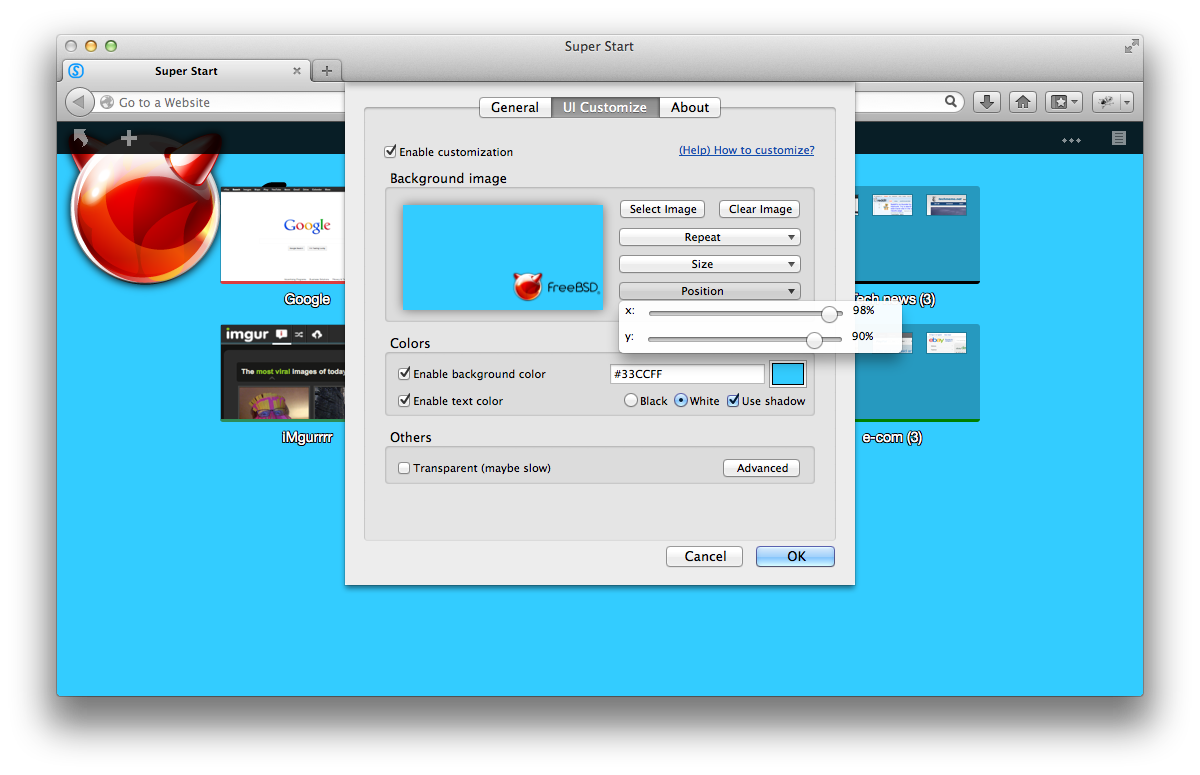 Super Start
Super Start
Go to a Website
General
UI Customize
About
Enable customization
(Help) How to customize?
Background image
Select Image
Clear Image
Repeat
Size
Position
FreeBSD
x:
98%
y:
90%
Colors
Enable background color
#33CCFF
Enable text color
Black
White
Use shadow
Others
Transparent (maybe slow)
Advanced
Cancel
OK
Google
Google
Tech news (3)
imgur
The most viral images of today
iMgurrrr
ebay
e-com (3)